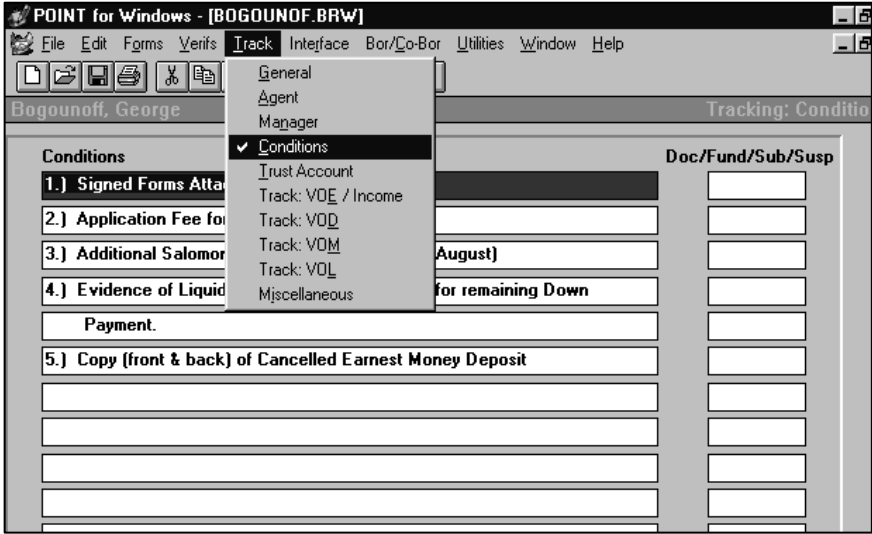 POINT for Windows - [BOGOUNOF.BRW]
File Edit Forms Verifs Track Interface Bor/Co-Bor Utilities Window Help
General
Agent
Manager
Conditions
Trust Account
Track: VOE / Income
Track: VOD
Track: VOM
Track: VOL
Miscellaneous
Bogounoff, George Tracking: Conditio
Conditions Doc/Fund/Sub/Susp
1.) Signed Forms Atta
2.) Application Fee fo
3.) Additional Salomor August)
4.) Evidence of Liquid for remaining Down
Payment.
5.) Copy (front & back) of Cancelled Earnest Money Deposit